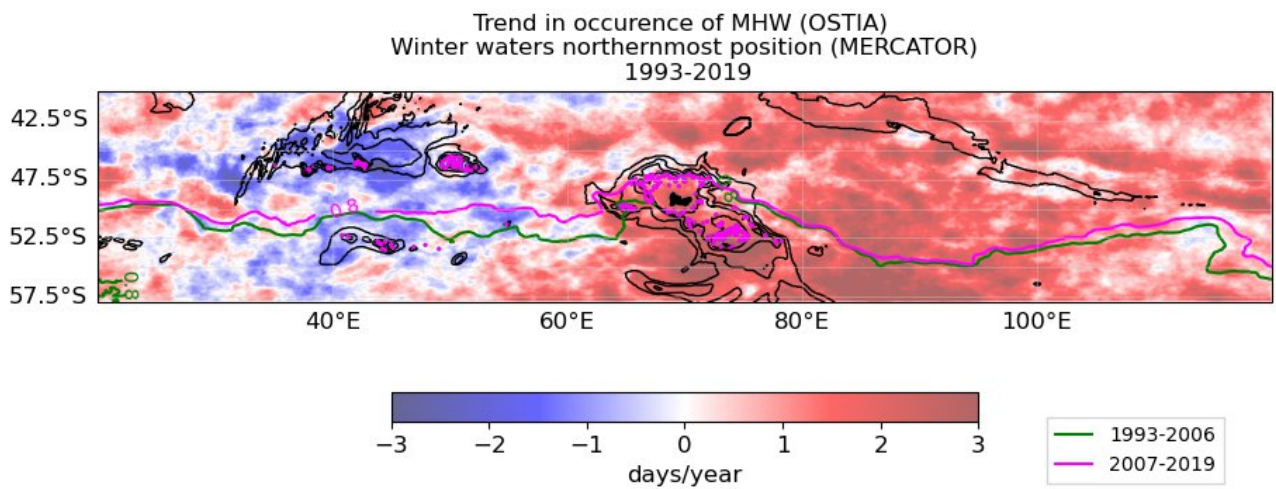 Trend in occurence of MHW (OSTIA)
Winter waters northernmost position (MERCATOR)
1993-2019
42.5°S
47.5°S
52.5°S
57.5°S
0.8
0.8
40°E
60°E
80°E
100°E
−3
−2
−1
0
1
2
3
days/year
1993-2006
2007-2019